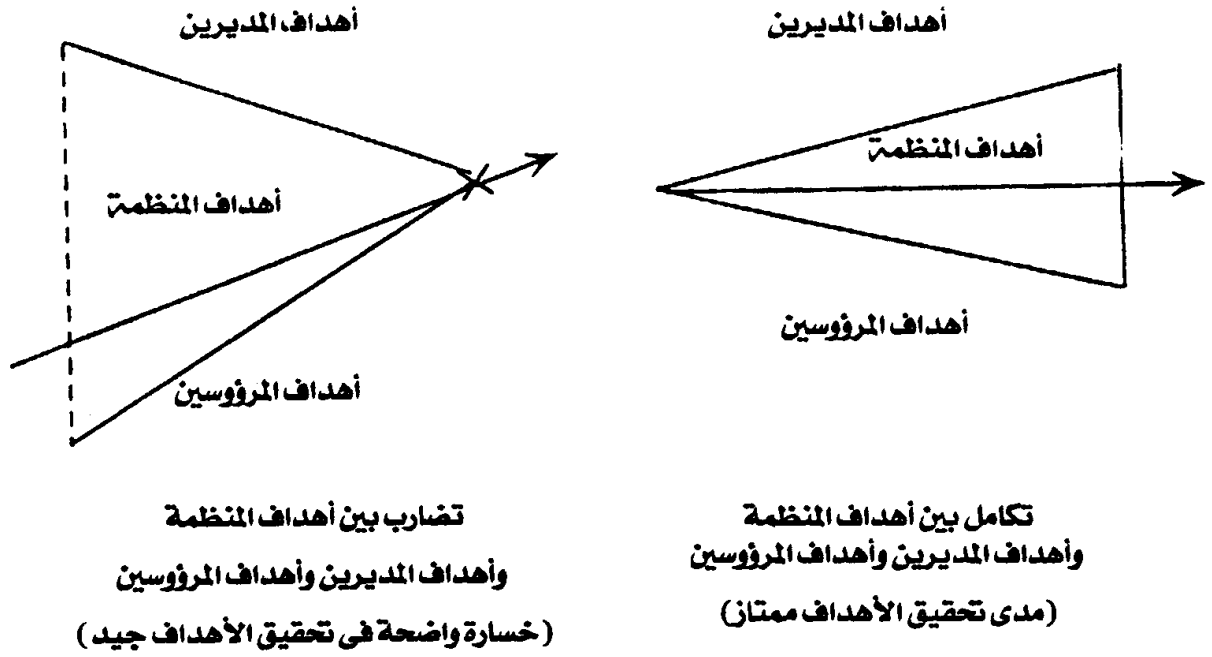 أهداف المديرين
أهداف المنظمة
أهداف المرؤوسين
تكامل بين أهداف المنظمة
وأهداف المديرين وأهداف المرؤوسين
(مدى تحقيق الأهداف ممتاز)
أهداف المديرين
أهداف المنظمة
أهداف المرؤوسين
تضارب بين أهداف المنظمة
وأهداف المديرين وأهداف المرؤوسين
(خسارة واضحة فى تحقيق الأهداف جيد)